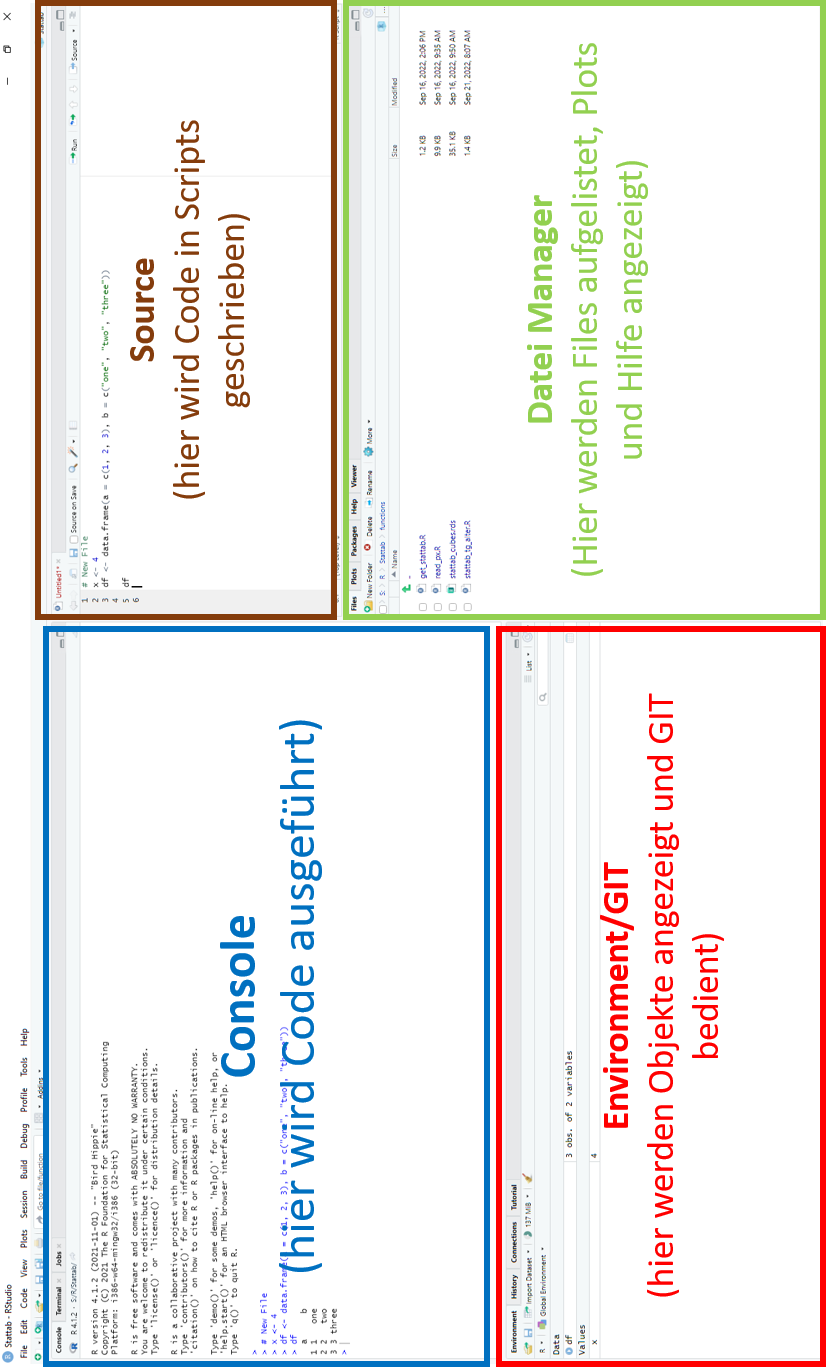 Stattab - RStudio
File Edit Code View Plots Session Build Debug Profile Tools Help
Go to file/function
Addins
Console Terminal Jobs
R 4.1.2 · S:/R/Stattab/
R version 4.1.2 (2021-11-01) -- "Bird Hippie"
Copyright (C) 2021 The R Foundation for Statistical Computing
Platform: i386-w64-mingw32/i386 (32-bit)
R is free software and comes with ABSOLUTELY NO WARRANTY.
You are welcome to redistribute it under certain conditions.
Type 'license()' or 'licence()' for distribution details.
R is a collaborative project with many contributors.
Type 'contributors()' for more information and
'citation()' on how to cite R or R packages in publications.
Type 'demo()' for some demos, 'help()' for on-line help, or
'help.start()' for an HTML browser interface to help.
Type 'q()' to quit R.
>
> # New File
> x <- 4
> df <- data.frame(a = c(1, 2, 3), b = c("one", "two", "three"))
> df
a b
1 1 one
2 2 two
3 3 three
>
Console
(hier wird Code ausgeführt)
Untitled1*
Source on Save
Run
Source
1 # New File
2 x <- 4
3 df <- data.frame(a = c(1, 2, 3), b = c("one", "two", "three"))
4
5 df
6
Source
(hier wird Code in Scripts
geschrieben)
Environment History Connections Tutorial
Import Dataset 137 MiB List
R Global Environment
Data
df 3 obs. of 2 variables
Values
x 4
Environment/GIT
(hier werden Objekte angezeigt und GIT
bedient)
Files Plots Packages Help Viewer
New Folder Delete Rename More
S: R Stattab functions
Name Size Modified
..
get_stattab.R 1.2 KB Sep 16, 2022, 2:06 PM
read_px.R 9.9 KB Sep 16, 2022, 9:35 AM
stattab_cubes.rds 35.1 KB Sep 16, 2022, 9:50 AM
stattab_tg_alter.R 1.4 KB Sep 21, 2022, 8:07 AM
Datei Manager
(Hier werden Files aufgelistet, Plots
und Hilfe angezeigt)